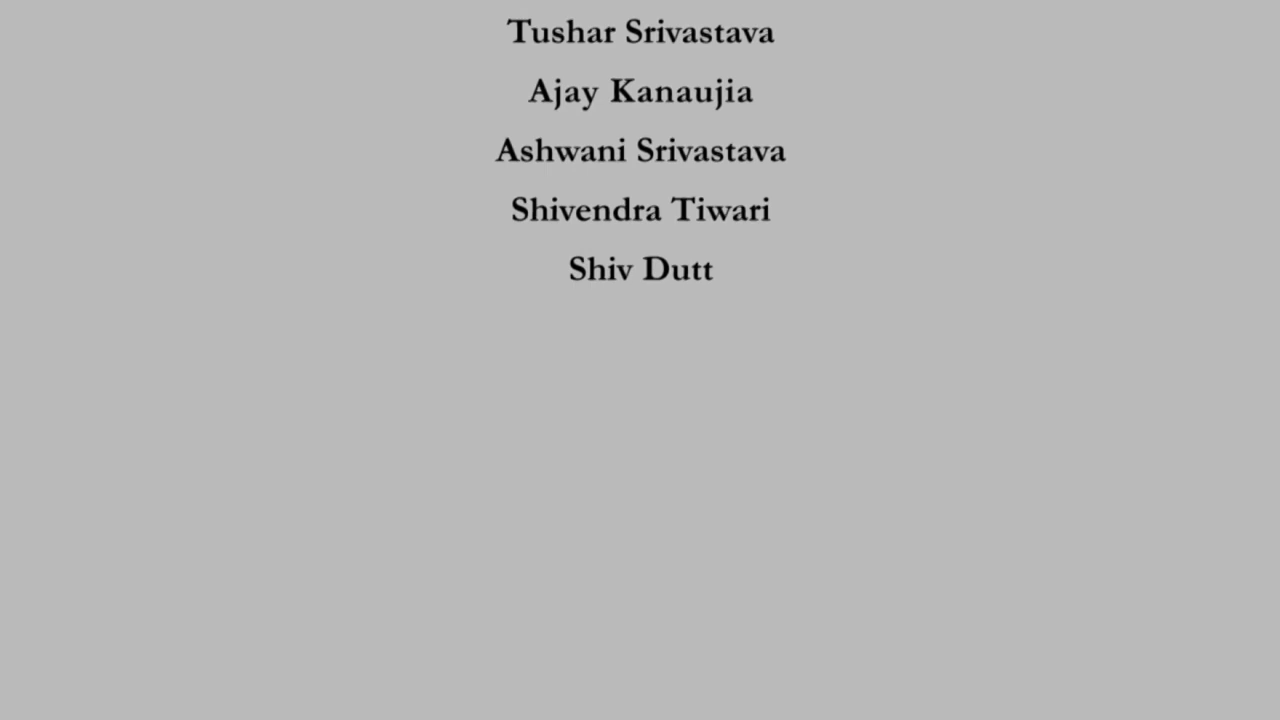 Tushar Srivastava
Ajay Kanaujia
Ashwani Srivastava
Shivendra Tiwari
Shiv Dutt